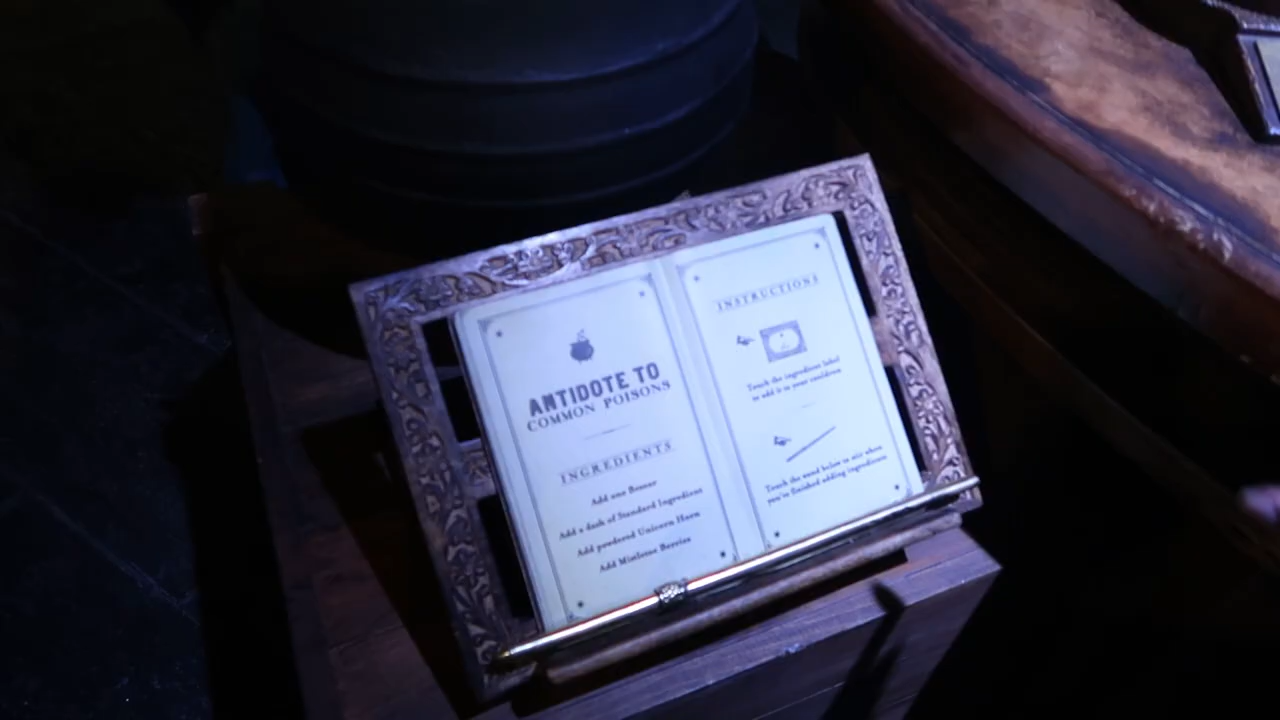 ANTIDOTE TO
COMMON POISONS
INGREDIENTS
Add one Bezoar
Add a dash of Standard Ingredient
Add powdered Unicorn Horn
Add Mistletoe Berries
INSTRUCTIONS
Touch the ingredient label
to add it to your cauldron
Touch the wand below to stir when
you're finished adding ingredients